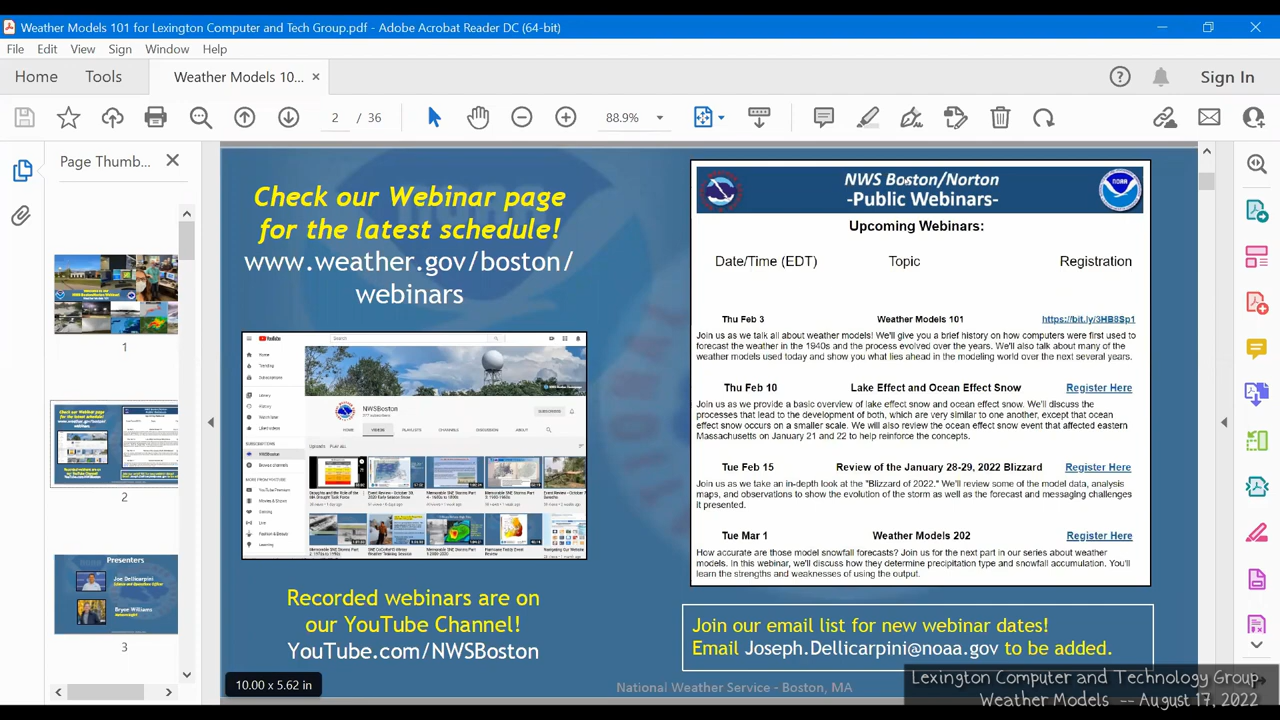 Weather Models 101 for Lexington Computer and Tech Group.pdf - Adobe Acrobat Reader DC (64-bit)
File Edit View Sign Window Help
Home Tools Weather Models 10... Sign In
2 / 36 88.9%
Page Thumb...
1
2
Presenters
Joe Dellicarpini
3
Check our Webinar page
for the latest schedule!
www.weather.gov/boston/
webinars
YouTube
NWSBoston
Recorded webinars are on
our YouTube Channel!
YouTube.com/NWSBoston
NWS Boston/Norton
-Public Webinars-
NOAA
Upcoming Webinars:
Date/Time (EDT) Topic Registration
Thu Feb 3 Weather Models 101 https://bit.ly/3HB8Sp1
Join us as we talk all about weather models! We'll give you a brief history on how computers were first used to
forecast the weather in the 1940s and the process evolved over the years. We'll also talk about many of the
weather models used today and show you what lies ahead in the modeling world over the next several years.
Thu Feb 10 Lake Effect and Ocean Effect Snow Register Here
Join us as we provide a basic overview of lake effect snow and ocean effect snow. We'll discuss the
processes that lead to the development of both, which are very similar to one another, except that ocean
effect snow occurs on a smaller scale. We will also review the ocean effect snow event that affected eastern
Massachusetts on January 21 and 22 to help reinforce the concepts.
Tue Feb 15 Review of the January 28-29, 2022 Blizzard Register Here
Join us as we take an in-depth look at the "Blizzard of 2022." We'll review some of the model data, analysis
maps, and observations to show the evolution of the storm as well as the forecast and messaging challenges
it presented.
Tue Mar 1 Weather Models 202 Register Here
How accurate are those model snowfall forecasts? Join us for the next part in our series about weather
models. In this webinar, we'll discuss how they determine precipitation type and snowfall accumulation. You'll
learn the strengths and weaknesses of using the output.
Join our email list for new webinar dates!
Email Joseph.Dellicarpini@noaa.gov to be added.
10.00 x 5.62 in
National Weather Service - Boston, MA
Lexington Computer and Technology Group
Weather Models -- August 17, 2022